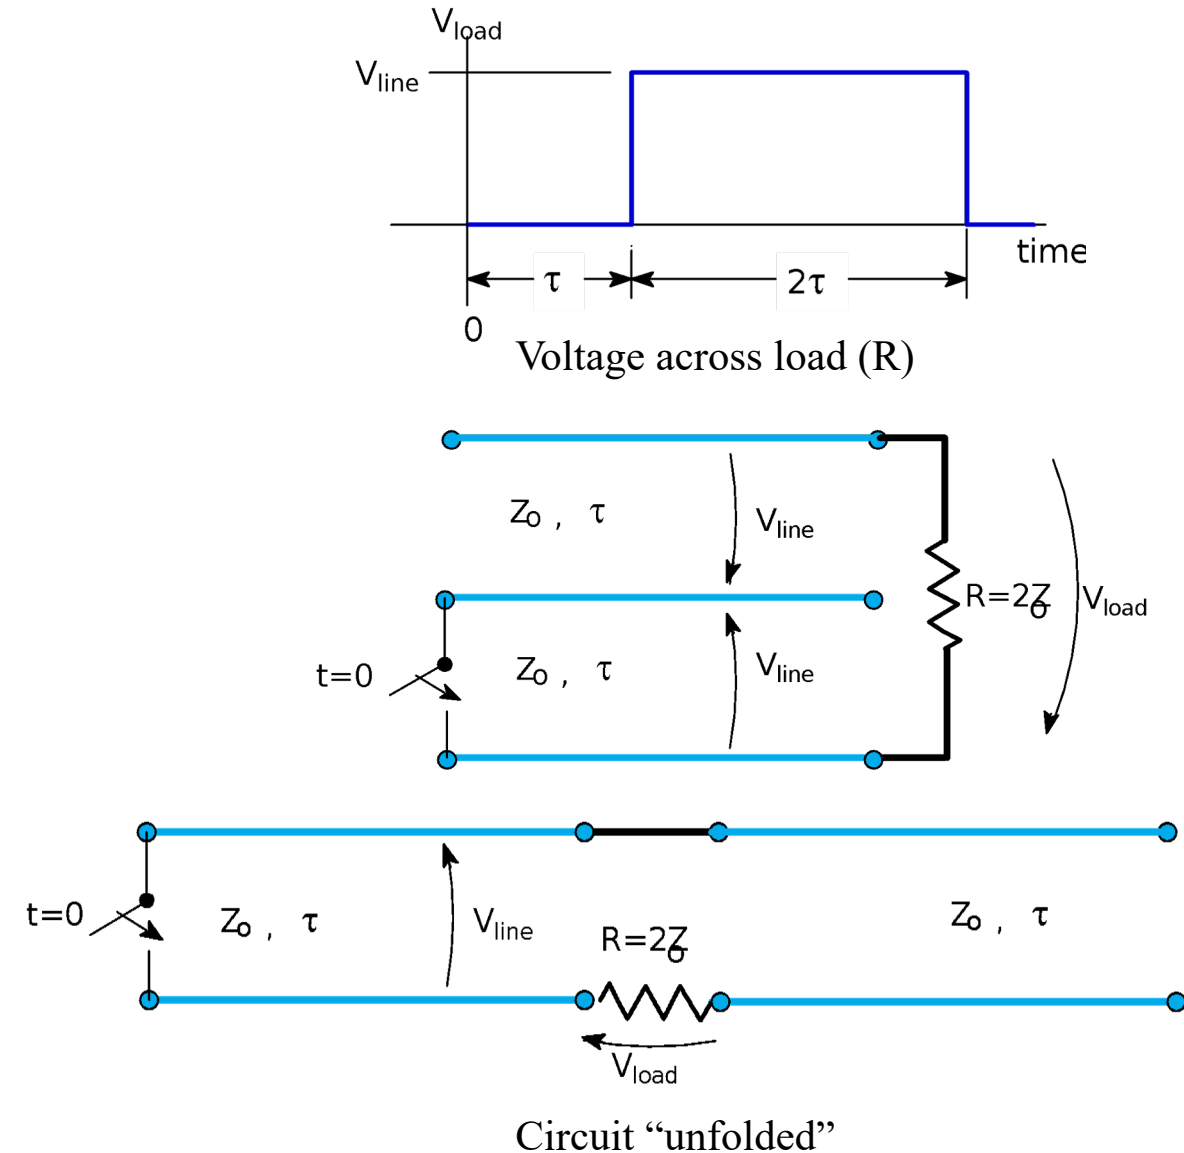 Vload
Vline
τ
2τ
time
0
Voltage across load (R)
Zo , τ
Vline
R=2Zo
Vload
t=0
Zo , τ
Vline
t=0
Zo , τ
Vline
R=2Zo
Zo , τ
Vload
Circuit “unfolded”